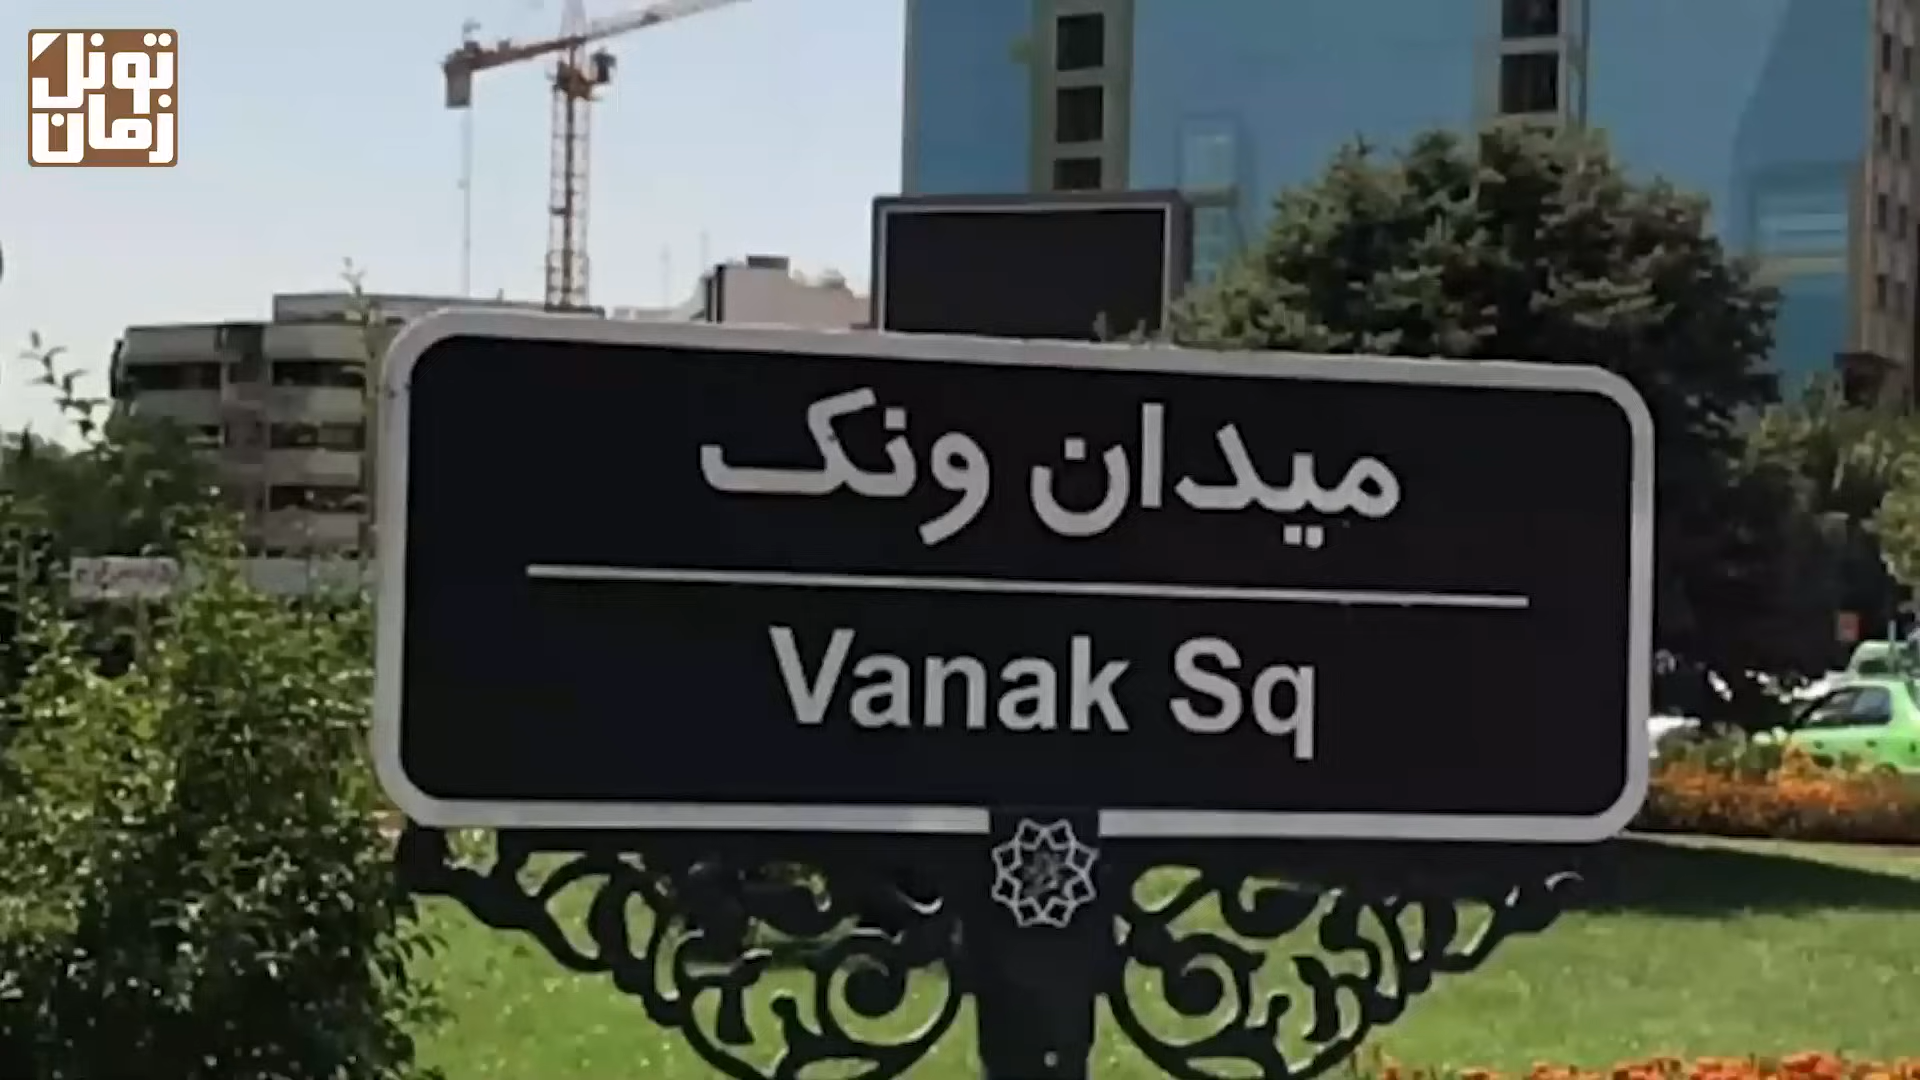 تونل
زمان
میدان ونک
Vanak Sq